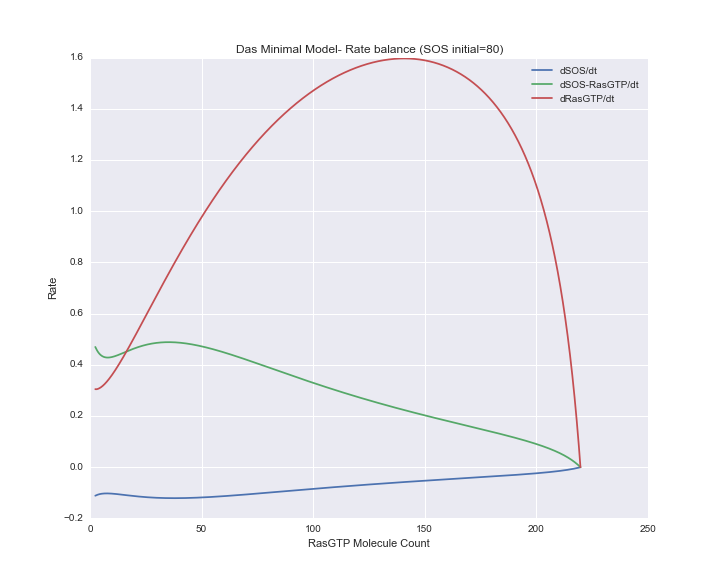 Das Minimal Model- Rate balance (SOS initial=80)
1.6
1.4
1.2
1.0
0.8
0.6
0.4
0.2
0.0
−0.2
Rate
dSOS/dt
dSOS-RasGTP/dt
dRasGTP/dt
0
50
100
150
200
250
RasGTP Molecule Count